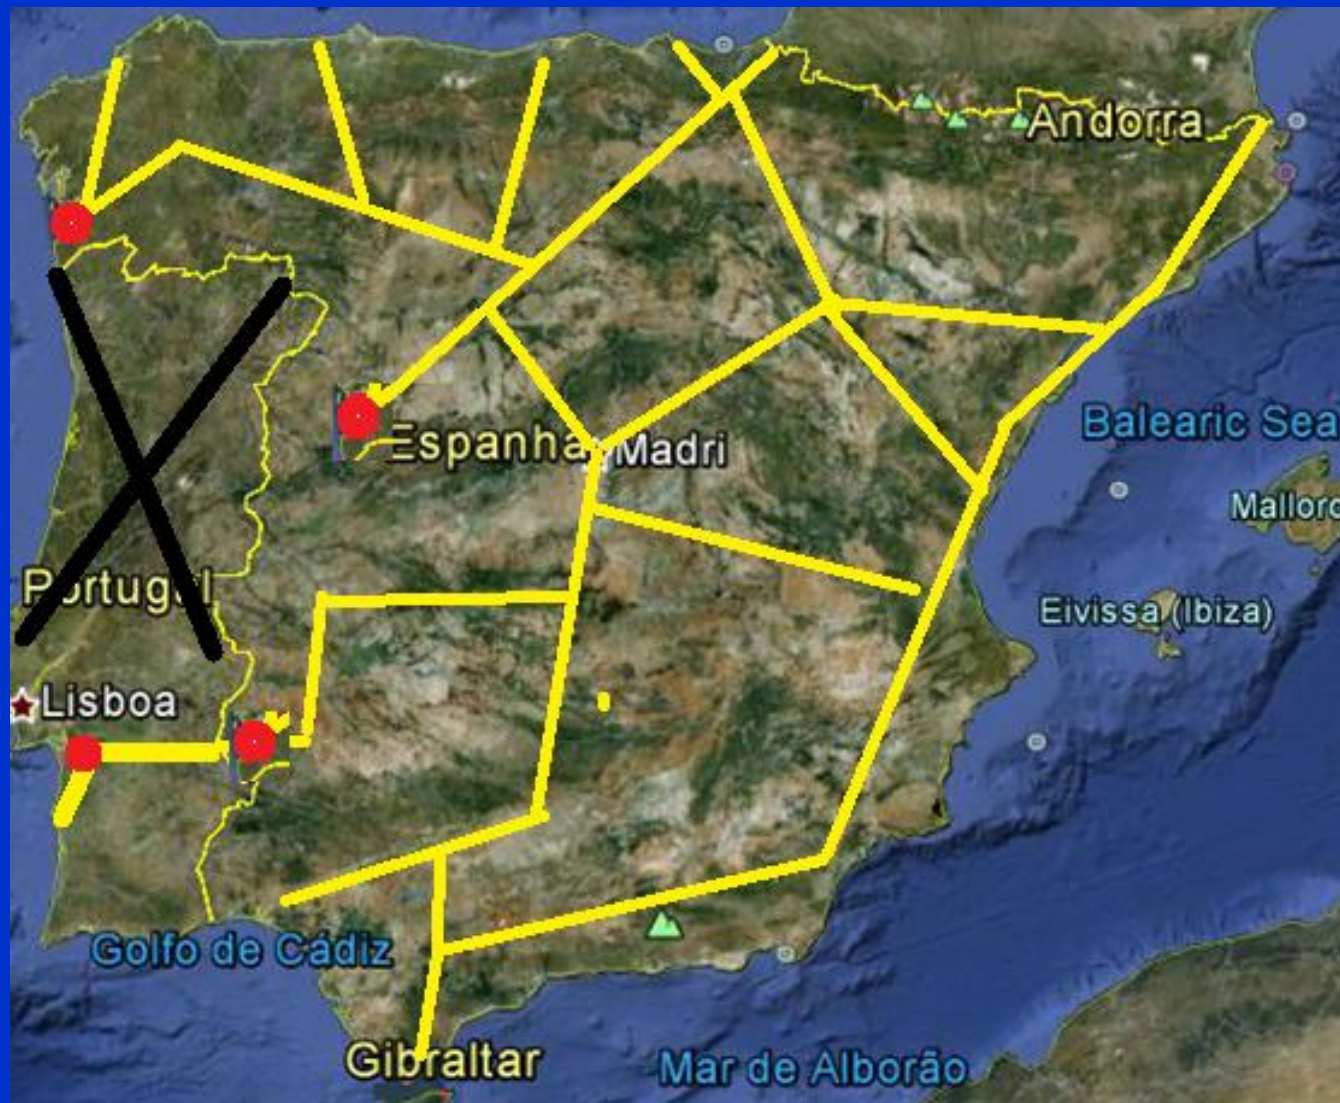 Andorra
Balearic Sea
Espanha
Madri
Mallorc
Portugal
Eivissa (Ibiza)
Lisboa
Golfo de Cádiz
Gibraltar
Mar de Alborão